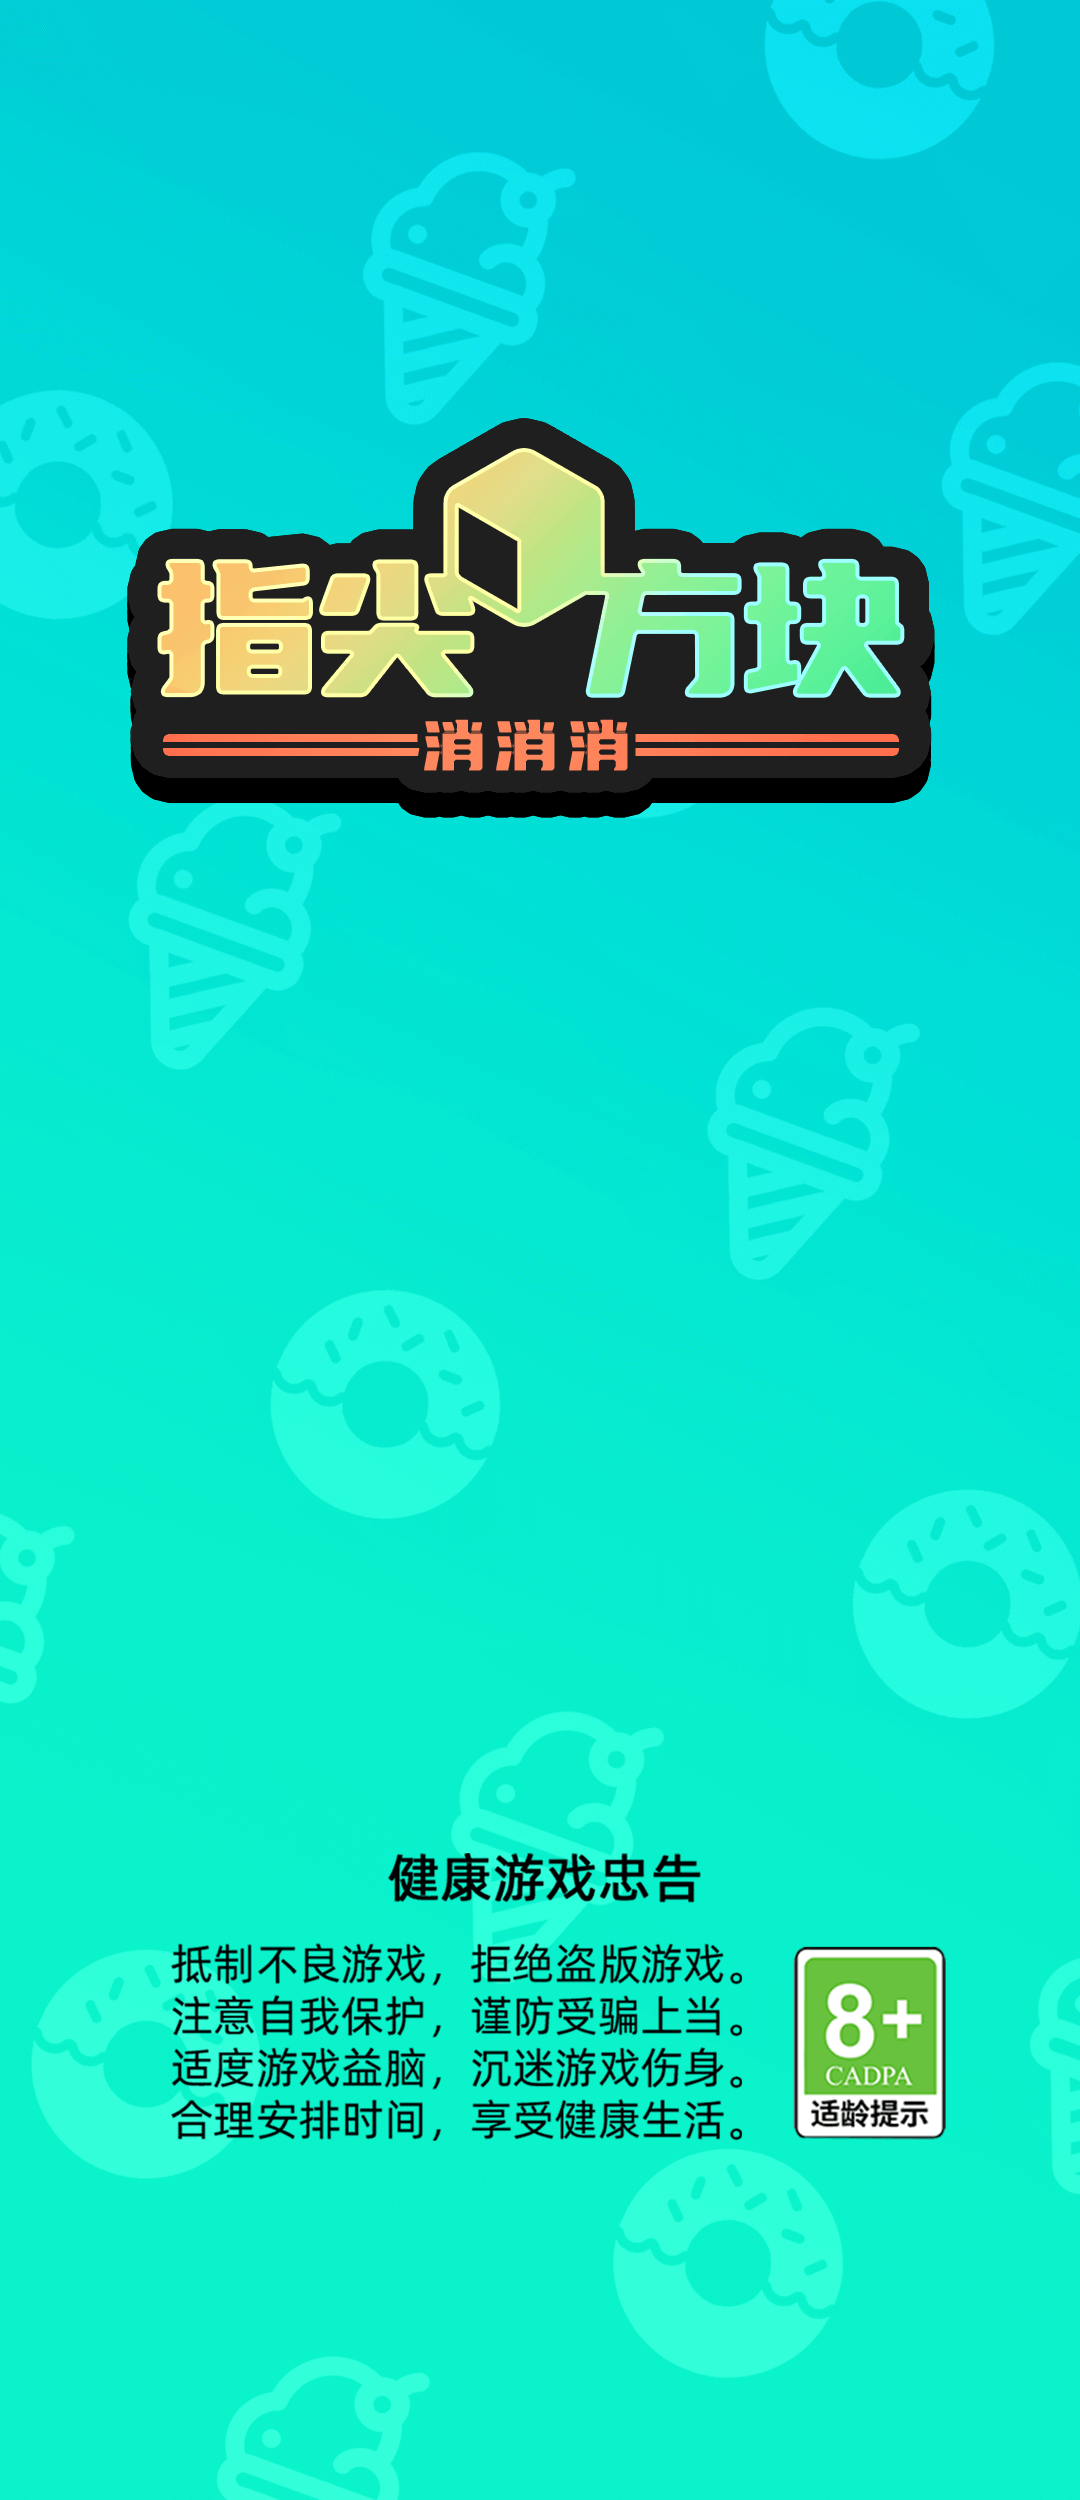 指尖方块
消消消
健康游戏忠告
抵制不良游戏，拒绝盗版游戏。
注意自我保护，谨防受骗上当。
适度游戏益脑，沉迷游戏伤身。
合理安排时间，享受健康生活。
8+
CADPA
适龄提示